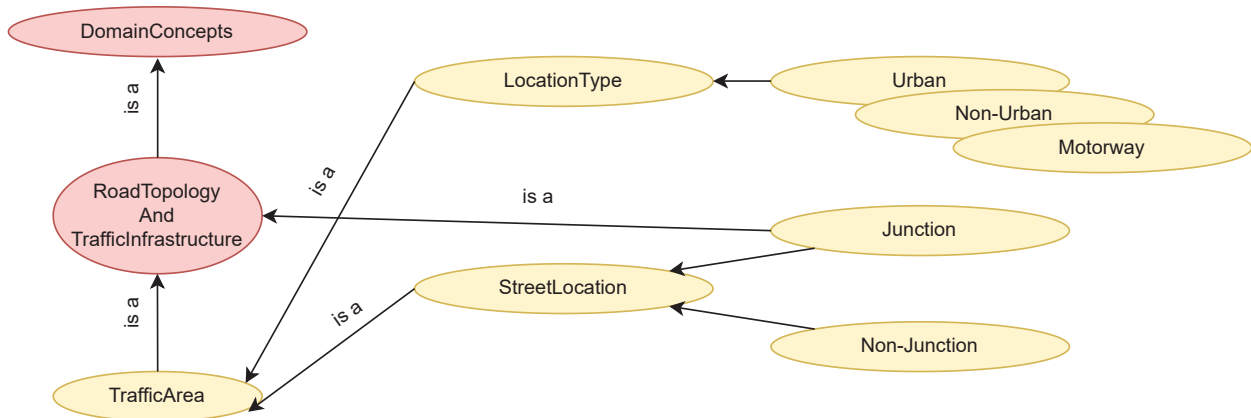 DomainConcepts
is a
LocationType
Urban
Non-Urban
Motorway
is a
RoadTopology
And
TrafficInfrastructure
is a
Junction
StreetLocation
is a
is a
Non-Junction
TrafficArea